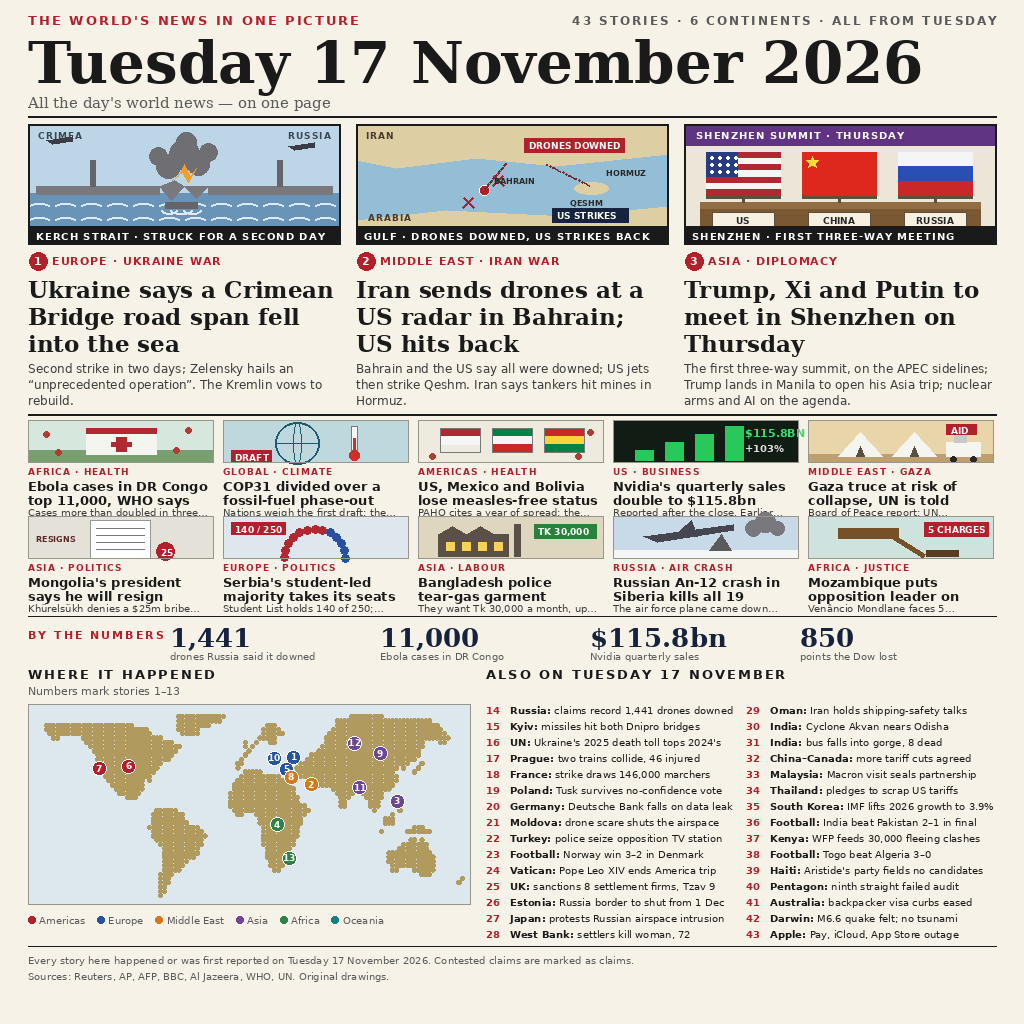 THE WORLD'S NEWS IN ONE PICTURE
43 STORIES · 6 CONTINENTS · ALL FROM TUESDAY
Tuesday 17 November 2026
All the day's world news — on one page
CRIMEA
RUSSIA
KERCH STRAIT · STRUCK FOR A SECOND DAY
1 EUROPE · UKRAINE WAR
Ukraine says a Crimean
Bridge road span fell
into the sea
Second strike in two days; Zelensky hails an
“unprecedented operation”. The Kremlin vows to
rebuild.
IRAN
DRONES DOWNED
BAHRAIN
HORMUZ
QESHM
ARABIA
US STRIKES
GULF · DRONES DOWNED, US STRIKES BACK
2 MIDDLE EAST · IRAN WAR
Iran sends drones at a
US radar in Bahrain;
US hits back
Bahrain and the US say all were downed; US jets
then strike Qeshm. Iran says tankers hit mines in
Hormuz.
SHENZHEN SUMMIT · THURSDAY
US
CHINA
RUSSIA
SHENZHEN · FIRST THREE-WAY MEETING
3 ASIA · DIPLOMACY
Trump, Xi and Putin to
meet in Shenzhen on
Thursday
The first three-way summit, on the APEC sidelines;
Trump lands in Manila to open his Asia trip; nuclear
arms and AI on the agenda.
AFRICA · HEALTH
Ebola cases in DR Congo
top 11,000, WHO says
Cases more than doubled in three…
DRAFT
GLOBAL · CLIMATE
COP31 divided over a
fossil-fuel phase-out
Nations weigh the first draft: the…
AMERICAS · HEALTH
US, Mexico and Bolivia
lose measles-free status
PAHO cites a year of spread: the…
$115.8BN
+103%
US · BUSINESS
Nvidia's quarterly sales
double to $115.8bn
Reported after the close. Earlier…
AID
MIDDLE EAST · GAZA
Gaza truce at risk of
collapse, UN is told
Board of Peace report: UN…
RESIGNS
25
ASIA · POLITICS
Mongolia's president
says he will resign
Khurelsükh denies a $25m bribe…
140 / 250
EUROPE · POLITICS
Serbia's student-led
majority takes its seats
Student List holds 140 of 250;…
TK 30,000
ASIA · LABOUR
Bangladesh police
tear-gas garment
They want Tk 30,000 a month, up…
RUSSIA · AIR CRASH
Russian An-12 crash in
Siberia kills all 19
The air force plane came down…
5 CHARGES
AFRICA · JUSTICE
Mozambique puts
opposition leader on
Venâncio Mondlane faces 5…
BY THE NUMBERS
1,441
drones Russia said it downed
11,000
Ebola cases in DR Congo
$115.8bn
Nvidia quarterly sales
850
points the Dow lost
WHERE IT HAPPENED
Numbers mark stories 1–13
12
10
1
9
7
6
5
8
2
11
3
4
13
Americas
Europe
Middle East
Asia
Africa
Oceania
ALSO ON TUESDAY 17 NOVEMBER
14 Russia: claims record 1,441 drones downed
15 Kyiv: missiles hit both Dnipro bridges
16 UN: Ukraine's 2025 death toll tops 2024's
17 Prague: two trains collide, 46 injured
18 France: strike draws 146,000 marchers
19 Poland: Tusk survives no-confidence vote
20 Germany: Deutsche Bank falls on data leak
21 Moldova: drone scare shuts the airspace
22 Turkey: police seize opposition TV station
23 Football: Norway win 3–2 in Denmark
24 Vatican: Pope Leo XIV ends America trip
25 UK: sanctions 8 settlement firms, Tzav 9
26 Estonia: Russia border to shut from 1 Dec
27 Japan: protests Russian airspace intrusion
28 West Bank: settlers kill woman, 72
29 Oman: Iran holds shipping-safety talks
30 India: Cyclone Akvan nears Odisha
31 India: bus falls into gorge, 8 dead
32 China–Canada: more tariff cuts agreed
33 Malaysia: Macron visit seals partnership
34 Thailand: pledges to scrap US tariffs
35 South Korea: IMF lifts 2026 growth to 3.9%
36 Football: India beat Pakistan 2–1 in final
37 Kenya: WFP feeds 30,000 fleeing clashes
38 Football: Togo beat Algeria 3–0
39 Haiti: Aristide's party fields no candidates
40 Pentagon: ninth straight failed audit
41 Australia: backpacker visa curbs eased
42 Darwin: M6.6 quake felt; no tsunami
43 Apple: Pay, iCloud, App Store outage
Every story here happened or was first reported on Tuesday 17 November 2026. Contested claims are marked as claims.
Sources: Reuters, AP, AFP, BBC, Al Jazeera, WHO, UN. Original drawings.